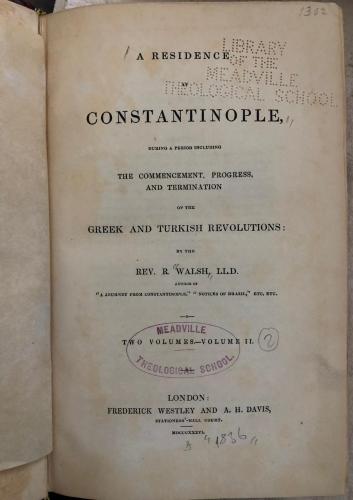 1302
LIBRARY
OF THE
MEADVILLE
THEOLOGICAL SCHOOL
A RESIDENCE
AT
CONSTANTINOPLE,
DURING A PERIOD INCLUDING
THE COMMENCEMENT, PROGRESS,
AND TERMINATION
OF THE
GREEK AND TURKISH REVOLUTIONS:
BY THE
REV. R. WALSH, LL.D.
AUTHOR OF
"A JOURNEY FROM CONSTANTINOPLE," "NOTICES OF BRAZIL," ETC. ETC.
TWO VOLUMES.—VOLUME II.
2
MEADVILLE
THEOLOGICAL SCHOOL.
LONDON:
FREDERICK WESTLEY AND A. H. DAVIS,
STATIONERS'-HALL COURT.
MDCCCXXXVI.
1836